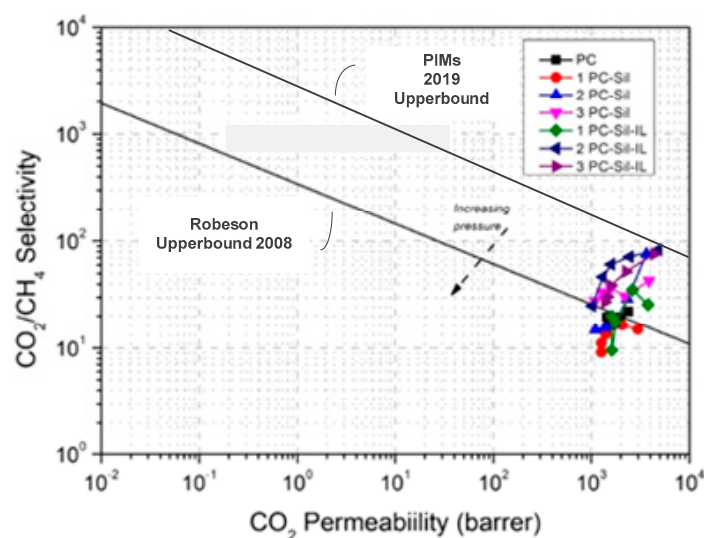 10⁴
10³
10²
10¹
10⁰
CO₂/CH₄ Selectivity
PIMs
2019
Upperbound
Robeson
Upperbound 2008
Increasing
pressure
PC
1 PC-Sil
2 PC-Sil
3 PC-Sil
1 PC-Sil-IL
2 PC-Sil-IL
3 PC-Sil-IL
10⁻²
10⁻¹
10⁰
10¹
10²
10³
10⁴
CO₂ Permeabiility (barrer)